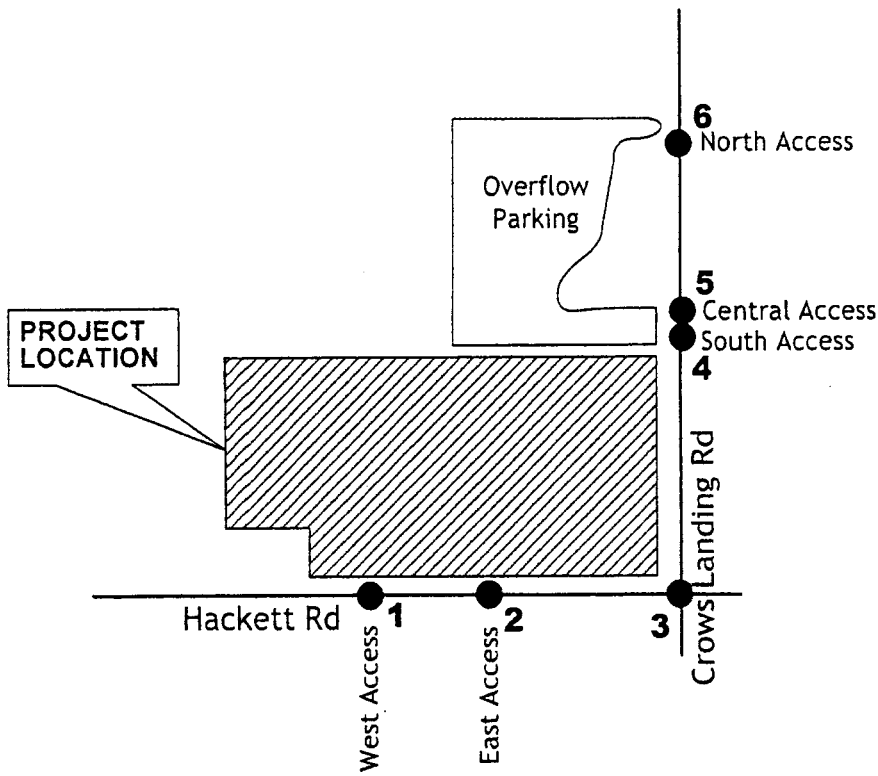 6
North Access
Overflow
Parking
5
Central Access
South Access
4
PROJECT
LOCATION
Crows Landing Rd
Hackett Rd
1
2
3
West Access
East Access